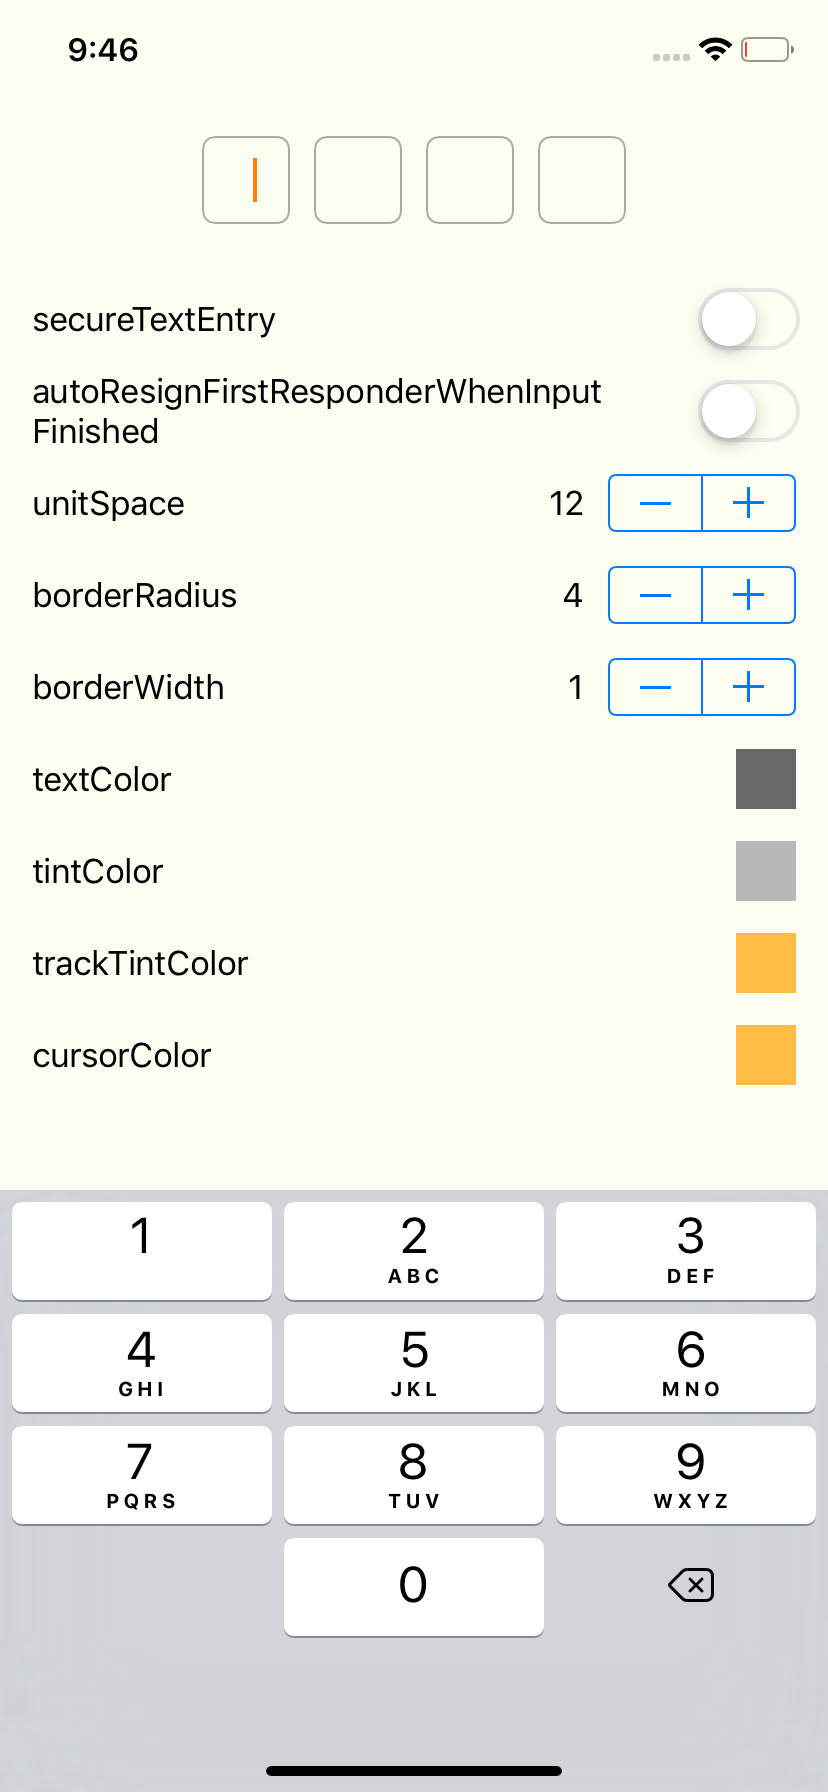 9:46
secureTextEntry
autoResignFirstResponderWhenInput
Finished
unitSpace 12
borderRadius 4
borderWidth 1
textColor
tintColor
trackTintColor
cursorColor
1 2 3
ABC DEF
4 5 6
GHI JKL MNO
7 8 9
PQRS TUV WXYZ
0